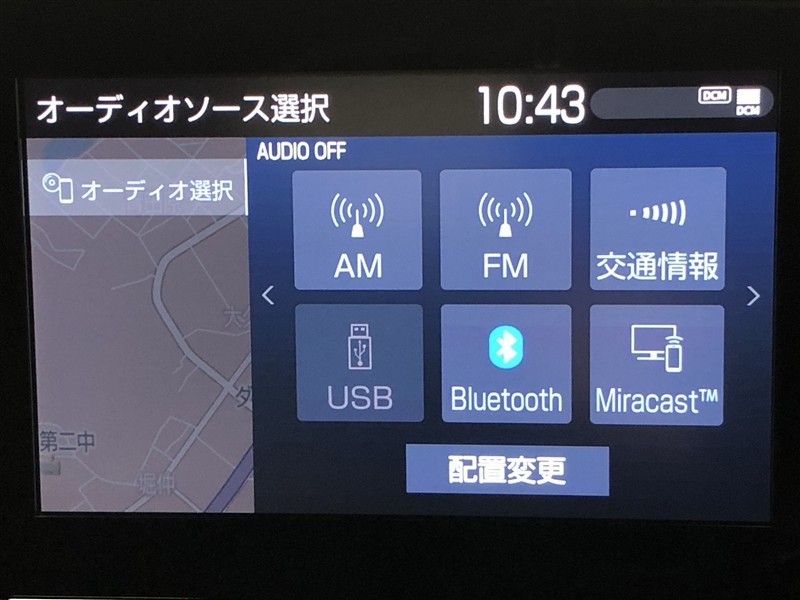 オーディオソース選択
10:43
DCM
DCM
AUDIO OFF
オーディオ選択
AM
FM
交通情報
USB
Bluetooth
Miracast™
配置変更
第二中
堀仲